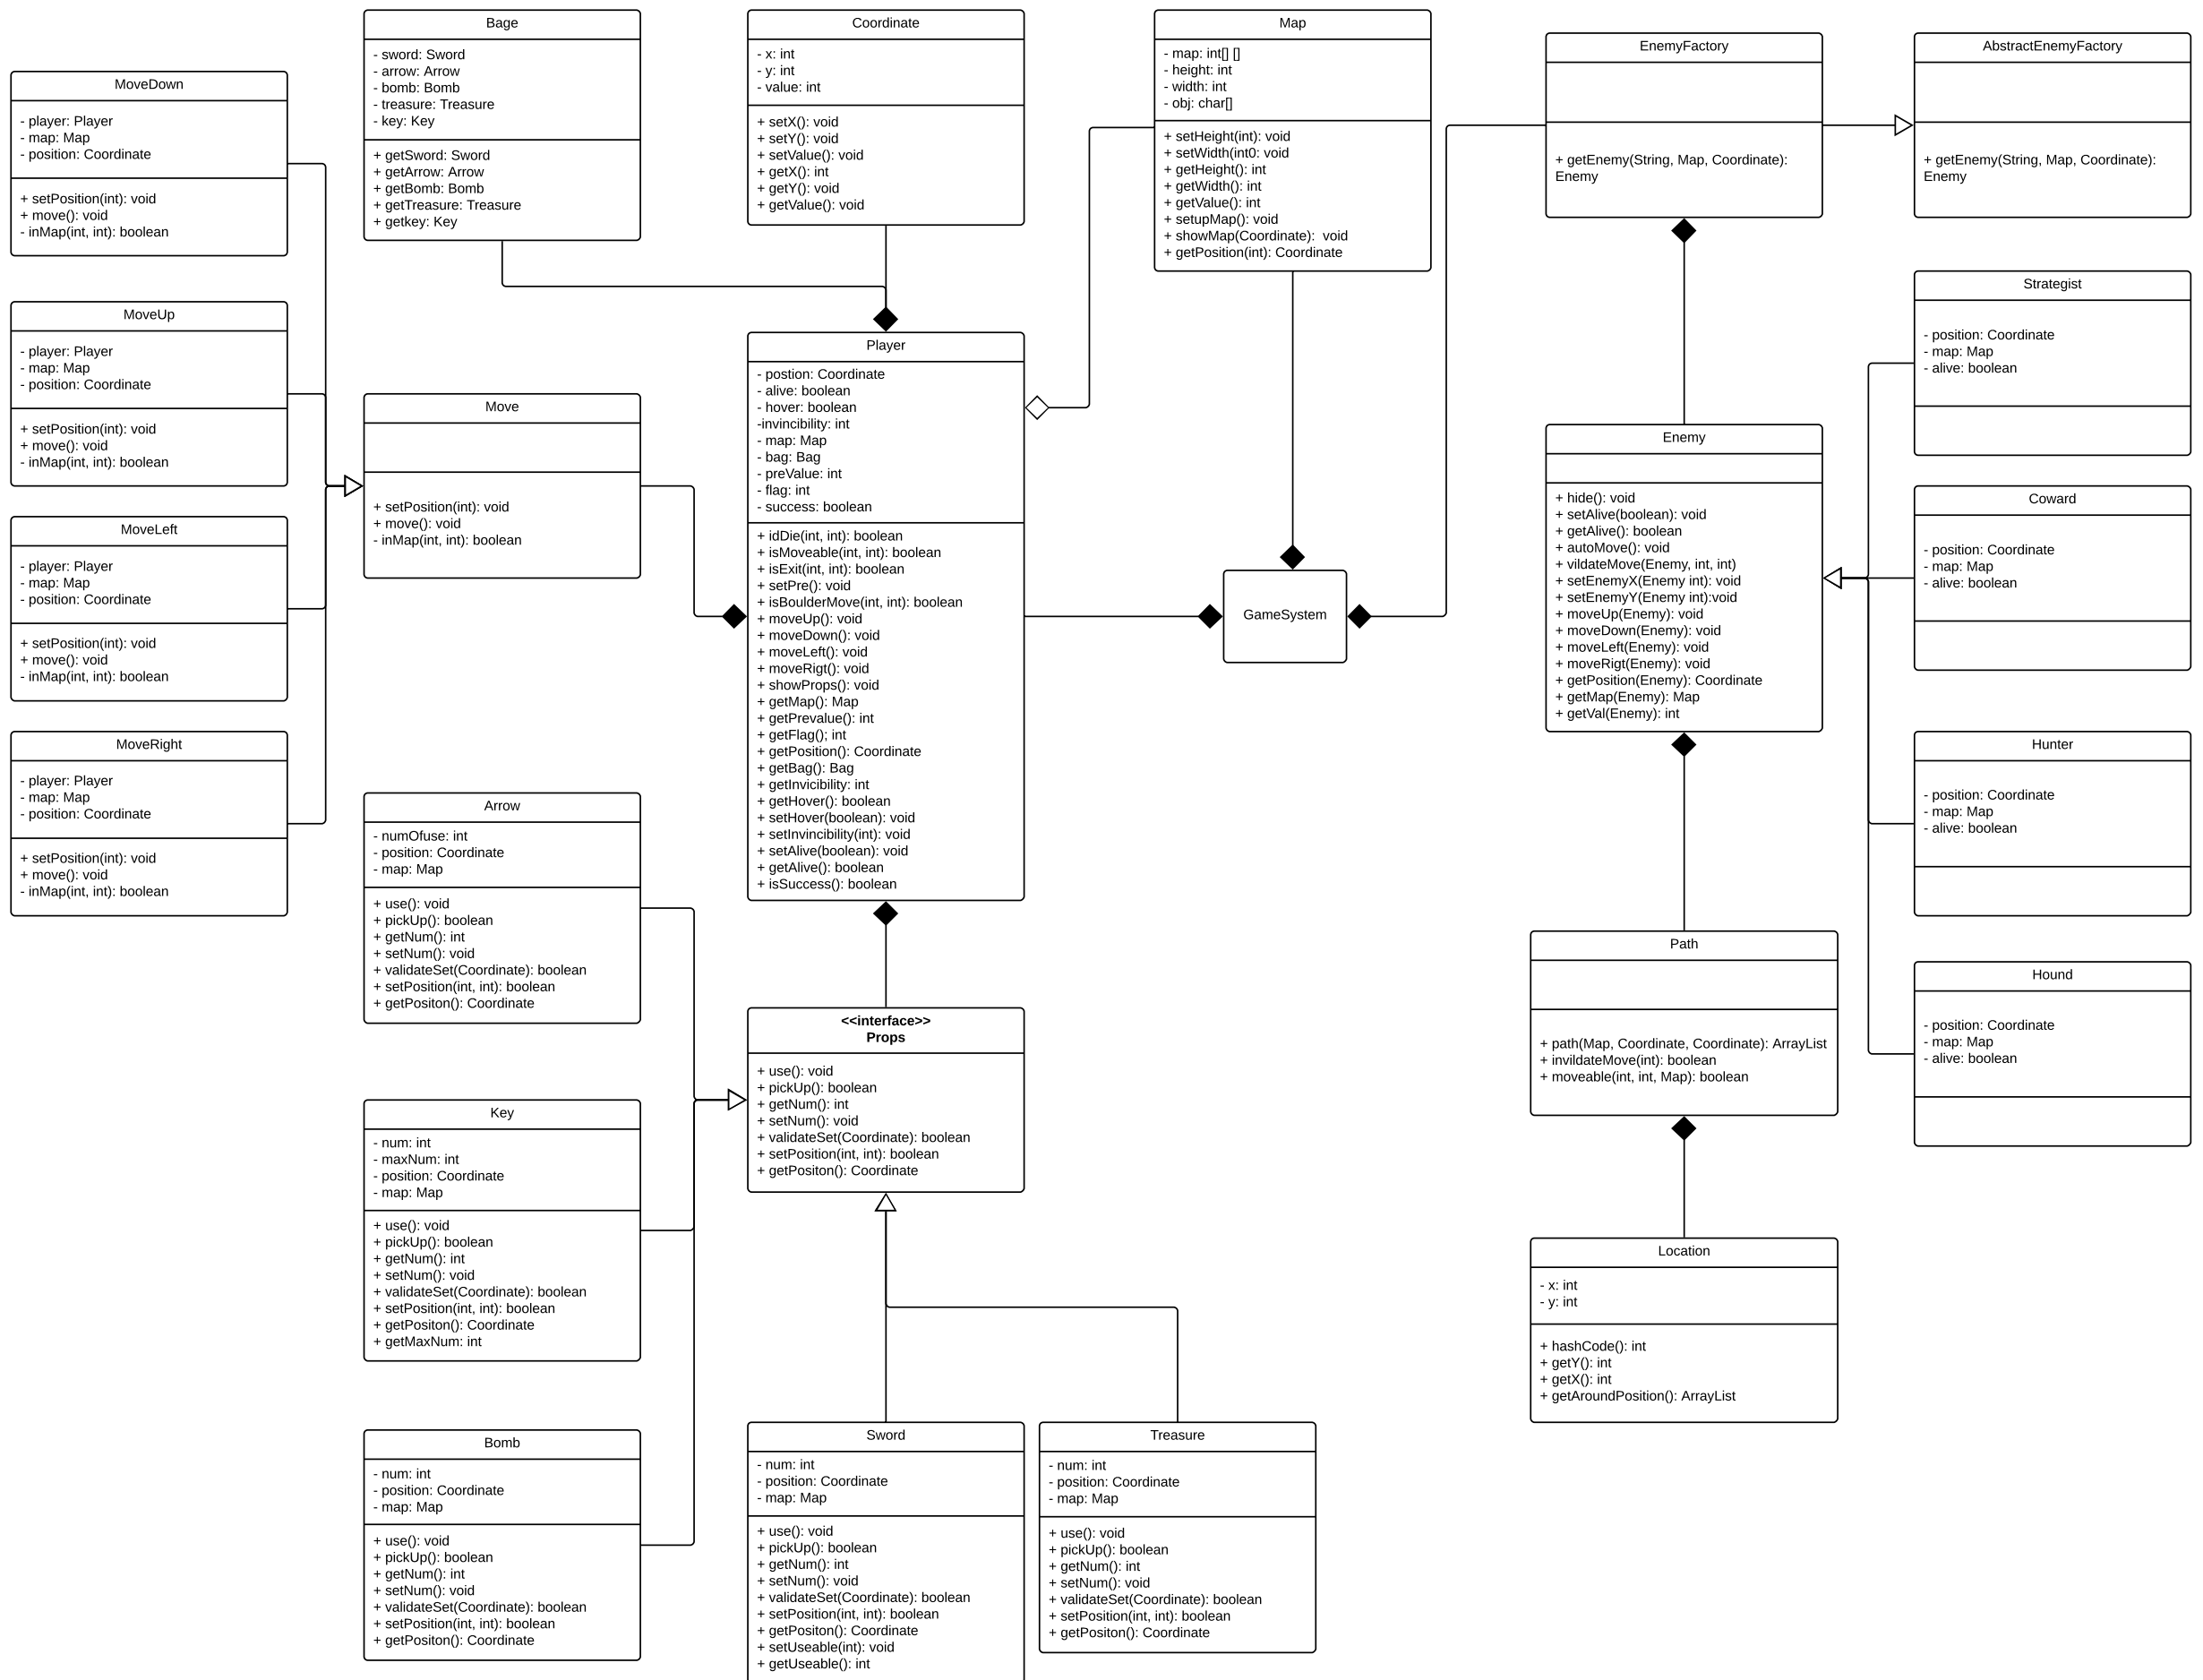 MoveDown
- player: Player
- map: Map
- position: Coordinate
+ setPosition(int): void
+ move(): void
- inMap(int, int): boolean
MoveUp
- player: Player
- map: Map
- position: Coordinate
+ setPosition(int): void
+ move(): void
- inMap(int, int): boolean
MoveLeft
- player: Player
- map: Map
- position: Coordinate
+ setPosition(int): void
+ move(): void
- inMap(int, int): boolean
MoveRight
- player: Player
- map: Map
- position: Coordinate
+ setPosition(int): void
+ move(): void
- inMap(int, int): boolean
Bage
- sword: Sword
- arrow: Arrow
- bomb: Bomb
- treasure: Treasure
- key: Key
+ getSword: Sword
+ getArrow: Arrow
+ getBomb: Bomb
+ getTreasure: Treasure
+ getkey: Key
Move
+ setPosition(int): void
+ move(): void
- inMap(int, int): boolean
Arrow
- numOfuse: int
- position: Coordinate
- map: Map
+ use(): void
+ pickUp(): boolean
+ getNum(): int
+ setNum(): void
+ validateSet(Coordinate): boolean
+ setPosition(int, int): boolean
+ getPositon(): Coordinate
Key
- num: int
- maxNum: int
- position: Coordinate
- map: Map
+ use(): void
+ pickUp(): boolean
+ getNum(): int
+ setNum(): void
+ validateSet(Coordinate): boolean
+ setPosition(int, int): boolean
+ getPositon(): Coordinate
+ getMaxNum: int
Bomb
- num: int
- position: Coordinate
- map: Map
+ use(): void
+ pickUp(): boolean
+ getNum(): int
+ setNum(): void
+ validateSet(Coordinate): boolean
+ setPosition(int, int): boolean
+ getPositon(): Coordinate
Coordinate
- x: int
- y: int
- value: int
+ setX(): void
+ setY(): void
+ setValue(): void
+ getX(): int
+ getY(): void
+ getValue(): void
Player
- postion: Coordinate
- alive: boolean
- hover: boolean
-invincibility: int
- map: Map
- bag: Bag
- preValue: int
- flag: int
- success: boolean
+ idDie(int, int): boolean
+ isMoveable(int, int): boolean
+ isExit(int, int): boolean
+ setPre(): void
+ isBoulderMove(int, int): boolean
+ moveUp(): void
+ moveDown(): void
+ moveLeft(): void
+ moveRigt(): void
+ showProps(): void
+ getMap(): Map
+ getPrevalue(): int
+ getFlag(); int
+ getPosition(): Coordinate
+ getBag(): Bag
+ getInvicibility: int
+ getHover(): boolean
+ setHover(boolean): void
+ setInvincibility(int): void
+ setAlive(boolean): void
+ getAlive(): boolean
+ isSuccess(): boolean
<<interface>>
Props
+ use(): void
+ pickUp(): boolean
+ getNum(): int
+ setNum(): void
+ validateSet(Coordinate): boolean
+ setPosition(int, int): boolean
+ getPositon(): Coordinate
Sword
- num: int
- position: Coordinate
- map: Map
+ use(): void
+ pickUp(): boolean
+ getNum(): int
+ setNum(): void
+ validateSet(Coordinate): boolean
+ setPosition(int, int): boolean
+ getPositon(): Coordinate
+ setUseable(int): void
+ getUseable(): int
Treasure
- num: int
- position: Coordinate
- map: Map
+ use(): void
+ pickUp(): boolean
+ getNum(): int
+ setNum(): void
+ validateSet(Coordinate): boolean
+ setPosition(int, int): boolean
+ getPositon(): Coordinate
Map
- map: int[] []
- height: int
- width: int
- obj: char[]
+ setHeight(int): void
+ setWidth(int0: void
+ getHeight(): int
+ getWidth(): int
+ getValue(): int
+ setupMap(): void
+ showMap(Coordinate):  void
+ getPosition(int): Coordinate
GameSystem
EnemyFactory
+ getEnemy(String, Map, Coordinate):
Enemy
Enemy
+ hide(): void
+ setAlive(boolean): void
+ getAlive(): boolean
+ autoMove(): void
+ vildateMove(Enemy, int, int)
+ setEnemyX(Enemy int): void
+ setEnemyY(Enemy int):void
+ moveUp(Enemy): void
+ moveDown(Enemy): void
+ moveLeft(Enemy): void
+ moveRigt(Enemy): void
+ getPosition(Enemy): Coordinate
+ getMap(Enemy): Map
+ getVal(Enemy): int
Path
+ path(Map, Coordinate, Coordinate): ArrayList
+ invildateMove(int): boolean
+ moveable(int, int, Map): boolean
Location
- x: int
- y: int
+ hashCode(): int
+ getY(): int
+ getX(): int
+ getAroundPosition(): ArrayList
AbstractEnemyFactory
+ getEnemy(String, Map, Coordinate):
Enemy
Strategist
- position: Coordinate
- map: Map
- alive: boolean
Coward
- position: Coordinate
- map: Map
- alive: boolean
Hunter
- position: Coordinate
- map: Map
- alive: boolean
Hound
- position: Coordinate
- map: Map
- alive: boolean